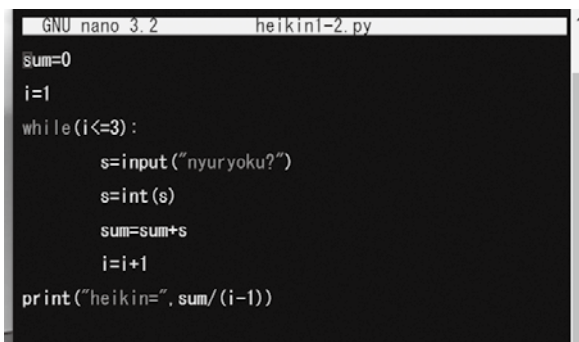 GNU nano 3.2 heikin1-2.py
sum=0
i=1
while(i<=3):
s=input("nyuryoku?")
s=int(s)
sum=sum+s
i=i+1
print("heikin=",sum/(i-1))